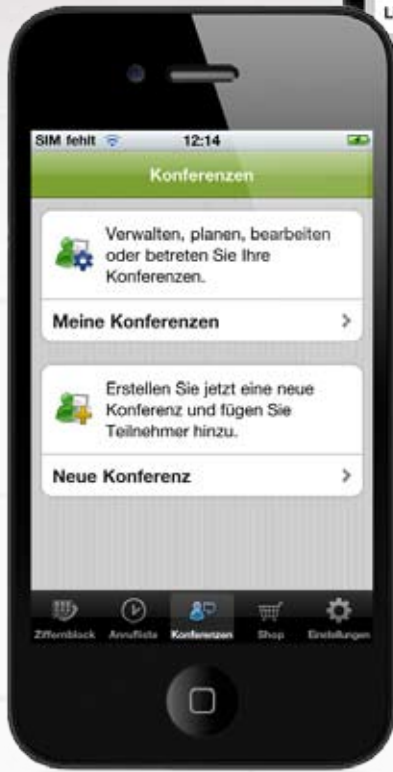 L
SIM fehlt 12:14
Konferenzen
Verwalten, planen, bearbeiten
oder betreten Sie Ihre
Konferenzen.
Meine Konferenzen
Erstellen Sie jetzt eine neue
Konferenz und fügen Sie
Teilnehmer hinzu.
Neue Konferenz
Ziffernblock Anrufliste Konferenzen Shop Einstellungen